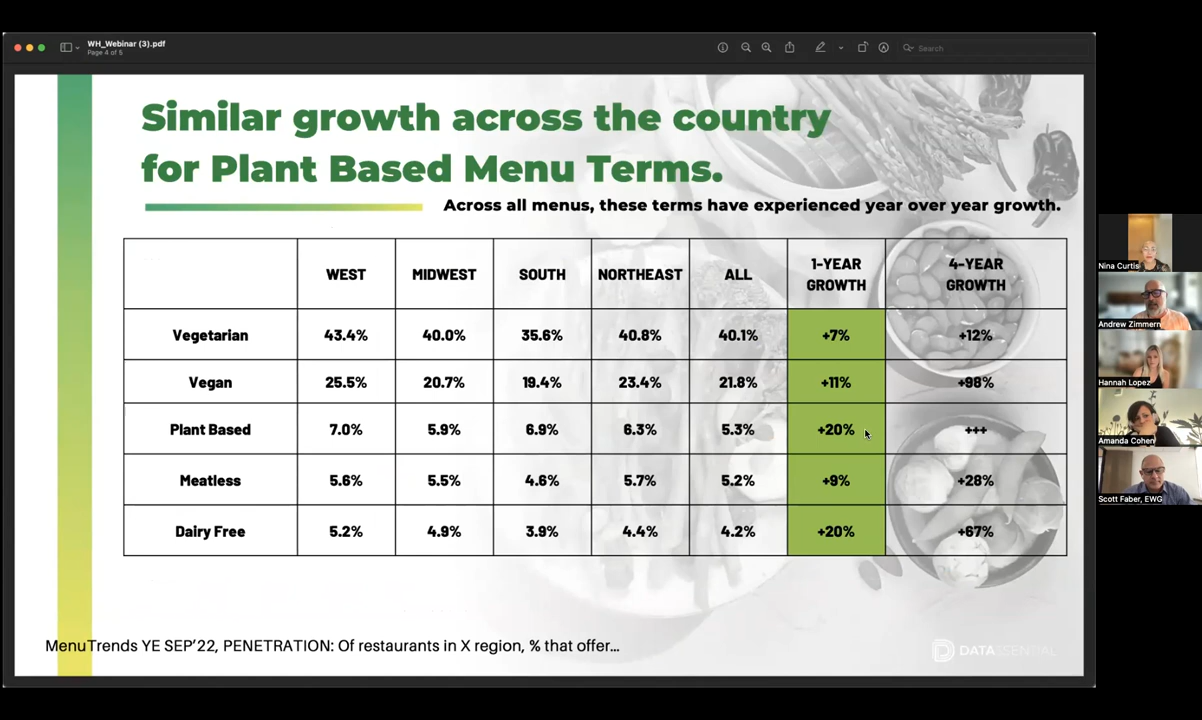 WH_Webinar (3).pdf
Page 4 of 5
Search
Similar growth across the country
for Plant Based Menu Terms.
Across all menus, these terms have experienced year over year growth.
WEST MIDWEST SOUTH NORTHEAST ALL 1-YEAR GROWTH 4-YEAR GROWTH
Vegetarian 43.4% 40.0% 35.6% 40.8% 40.1% +7% +12%
Vegan 25.5% 20.7% 19.4% 23.4% 21.8% +11% +98%
Plant Based 7.0% 5.9% 6.9% 6.3% 5.3% +20% +++
Meatless 5.6% 5.5% 4.6% 5.7% 5.2% +9% +28%
Dairy Free 5.2% 4.9% 3.9% 4.4% 4.2% +20% +67%
MenuTrends YE SEP’22, PENETRATION: Of restaurants in X region, % that offer…
DATASSENTIAL
Nina Curtis
Andrew Zimmern
Hannah Lopez
Amanda Cohen
Scott Faber, EWG